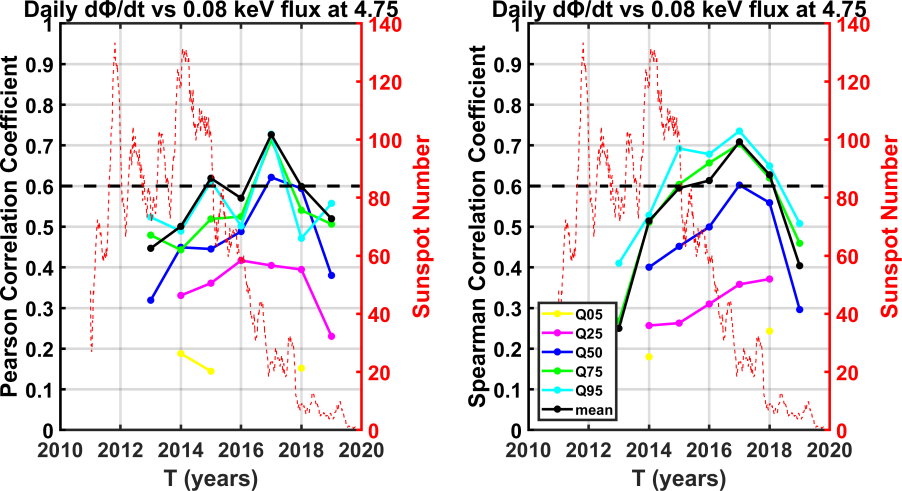 Daily dΦ/dt vs 0.08 keV flux at 4.75
Pearson Correlation Coefficient
1
0.9
0.8
0.7
0.6
0.5
0.4
0.3
0.2
0.1
0
140
120
100
80
60
40
20
0
Sunspot Number
2010 2012 2014 2016 2018 2020
T (years)
Daily dΦ/dt vs 0.08 keV flux at 4.75
Spearman Correlation Coefficient
1
0.9
0.8
0.7
0.6
0.5
0.4
0.3
0.2
0.1
0
Q05
Q25
Q50
Q75
Q95
mean
140
120
100
80
60
40
20
0
Sunspot Number
2010 2012 2014 2016 2018 2020
T (years)